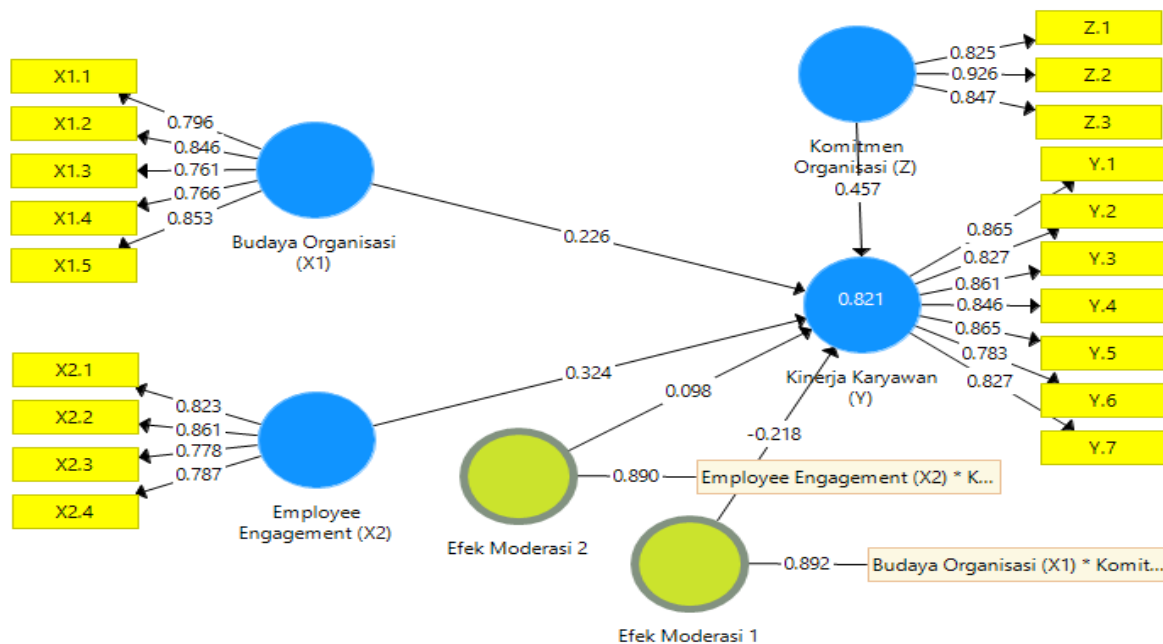 X1.1
X1.2
X1.3
X1.4
X1.5
0.796
0.846
0.761
0.766
0.853
Budaya Organisasi
(X1)
0.226
Z.1
Z.2
Z.3
0.825
0.926
0.847
Komitmen
Organisasi (Z)
0.457
Y.1
Y.2
Y.3
Y.4
Y.5
Y.6
Y.7
0.865
0.827
0.861
0.846
0.865
0.783
0.827
0.821
Kinerja Karyawan
(Y)
X2.1
X2.2
X2.3
X2.4
0.823
0.861
0.778
0.787
Employee
Engagement (X2)
0.324
0.098
-0.218
Efek Moderasi 2
0.890
Employee Engagement (X2) * K...
Efek Moderasi 1
0.892
Budaya Organisasi (X1) * Komit...